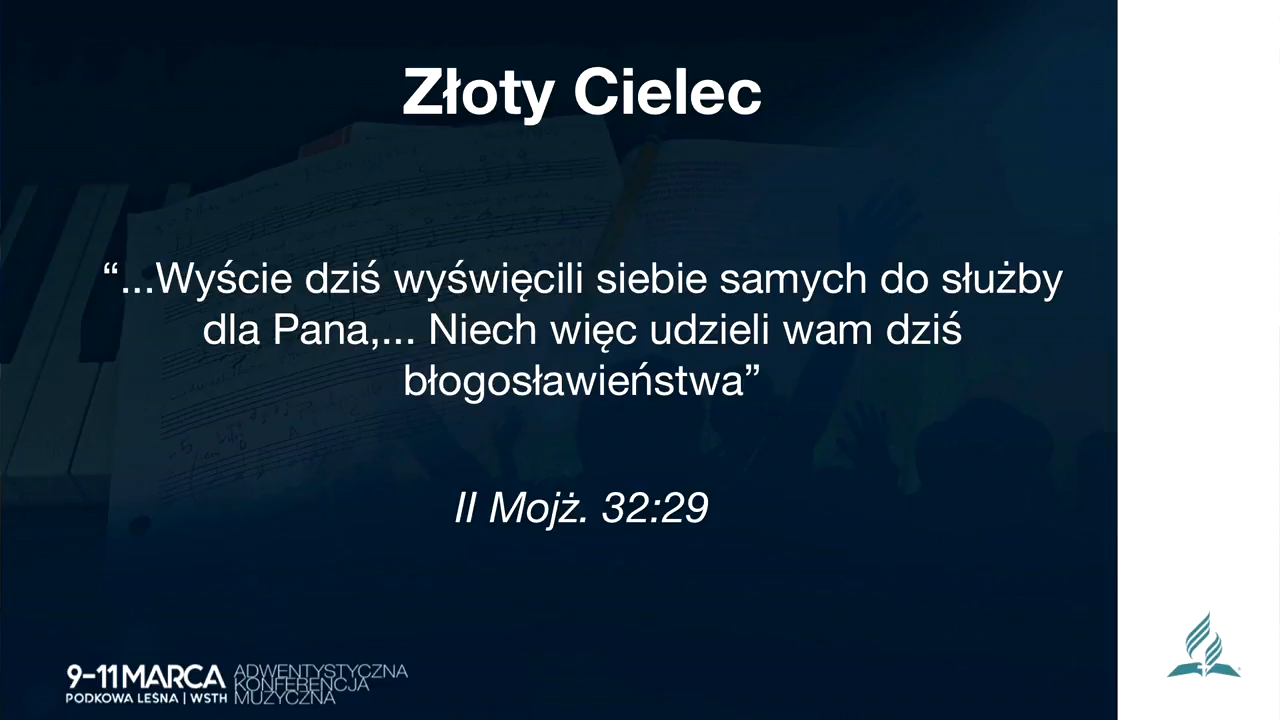 Złoty Cielec
“...Wyście dziś wyświęcili siebie samych do służby
dla Pana,... Niech więc udzieli wam dziś
błogosławieństwa”
II Mojż. 32:29
9-11 MARCA
PODKOWA LEŚNA | WSTH
ADWENTYSTYCZNA
KONFERENCJA
MUZYCZNA